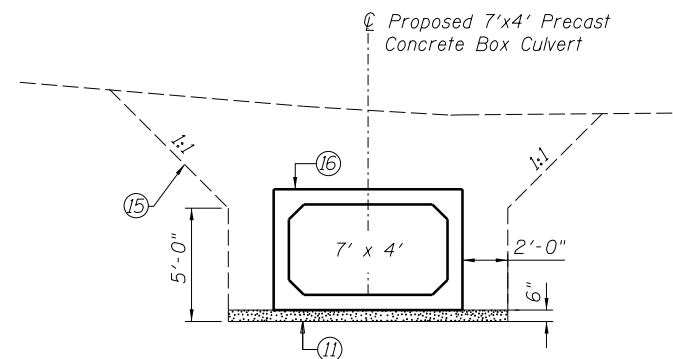 ℄ Proposed 7'x4' Precast
Concrete Box Culvert
1:1
1:1
16
15
5'-0"
7' x 4'
2'-0"
6"
11